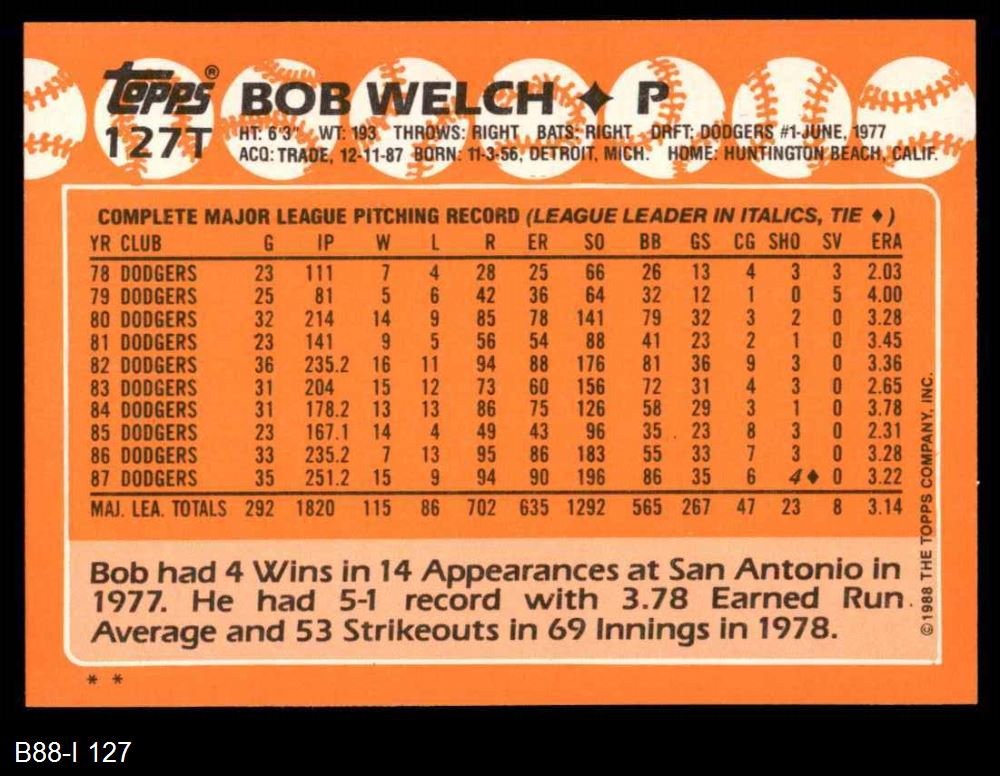 Topps®
127T
BOB WELCH ♦ P
HT: 6'3" WT: 193 THROWS: RIGHT BATS: RIGHT DRFT: DODGERS #1-JUNE, 1977
ACQ: TRADE, 12-11-87 BORN: 11-3-56, DETROIT, MICH. HOME: HUNTINGTON BEACH, CALIF.
COMPLETE MAJOR LEAGUE PITCHING RECORD (LEAGUE LEADER IN ITALICS, TIE ♦)
YR CLUB G IP W L R ER SO BB GS CG SHO SV ERA
78 DODGERS 23 111 7 4 28 25 66 26 13 4 3 3 2.03
79 DODGERS 25 81 5 6 42 36 64 32 12 1 0 5 4.00
80 DODGERS 32 214 14 9 85 78 141 79 32 3 2 0 3.28
81 DODGERS 23 141 9 5 56 54 88 41 23 2 1 0 3.45
82 DODGERS 36 235.2 16 11 94 88 176 81 36 9 3 0 3.36
83 DODGERS 31 204 15 12 73 60 156 72 31 4 3 0 2.65
84 DODGERS 31 178.2 13 13 86 75 126 58 29 3 1 0 3.78
85 DODGERS 23 167.1 14 4 49 43 96 35 23 8 3 0 2.31
86 DODGERS 33 235.2 7 13 95 86 183 55 33 7 3 0 3.28
87 DODGERS 35 251.2 15 9 94 90 196 86 35 6 4♦ 0 3.22
MAJ. LEA. TOTALS 292 1820 115 86 702 635 1292 565 267 47 23 8 3.14
Bob had 4 Wins in 14 Appearances at San Antonio in
1977. He had 5-1 record with 3.78 Earned Run
Average and 53 Strikeouts in 69 Innings in 1978.
©1988 THE TOPPS COMPANY, INC.
* *
B88-I 127